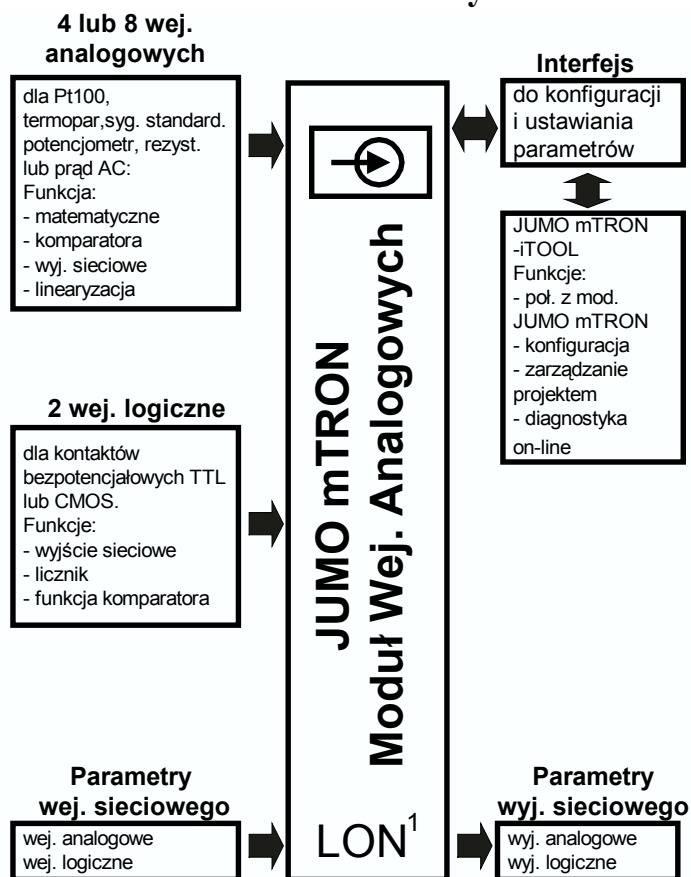 4 lub 8 wej.
analogowych
dla Pt100,
termopar,syg. standard.
potencjometr, rezyst.
lub prąd AC:
Funkcja:
- matematyczne
- komparatora
- wyj. sieciowe
- linearyzacja
2 wej. logiczne
dla kontaktów
bezpotencjałowych TTL
lub CMOS.
Funkcje:
- wyjście sieciowe
- licznik
- funkcja komparatora
Parametry
wej. sieciowego
wej. analogowe
wej. logiczne
JUMO mTRON
Moduł Wej. Analogowych
LON1
Interfejs
do konfiguracji
i ustawiania
parametrów
JUMO mTRON
-iTOOL
Funkcje:
- poł. z mod.
JUMO mTRON
- konfiguracja
- zarządzanie
projektem
- diagnostyka
on-line
Parametry
wyj. sieciowego
wyj. analogowe
wyj. logiczne